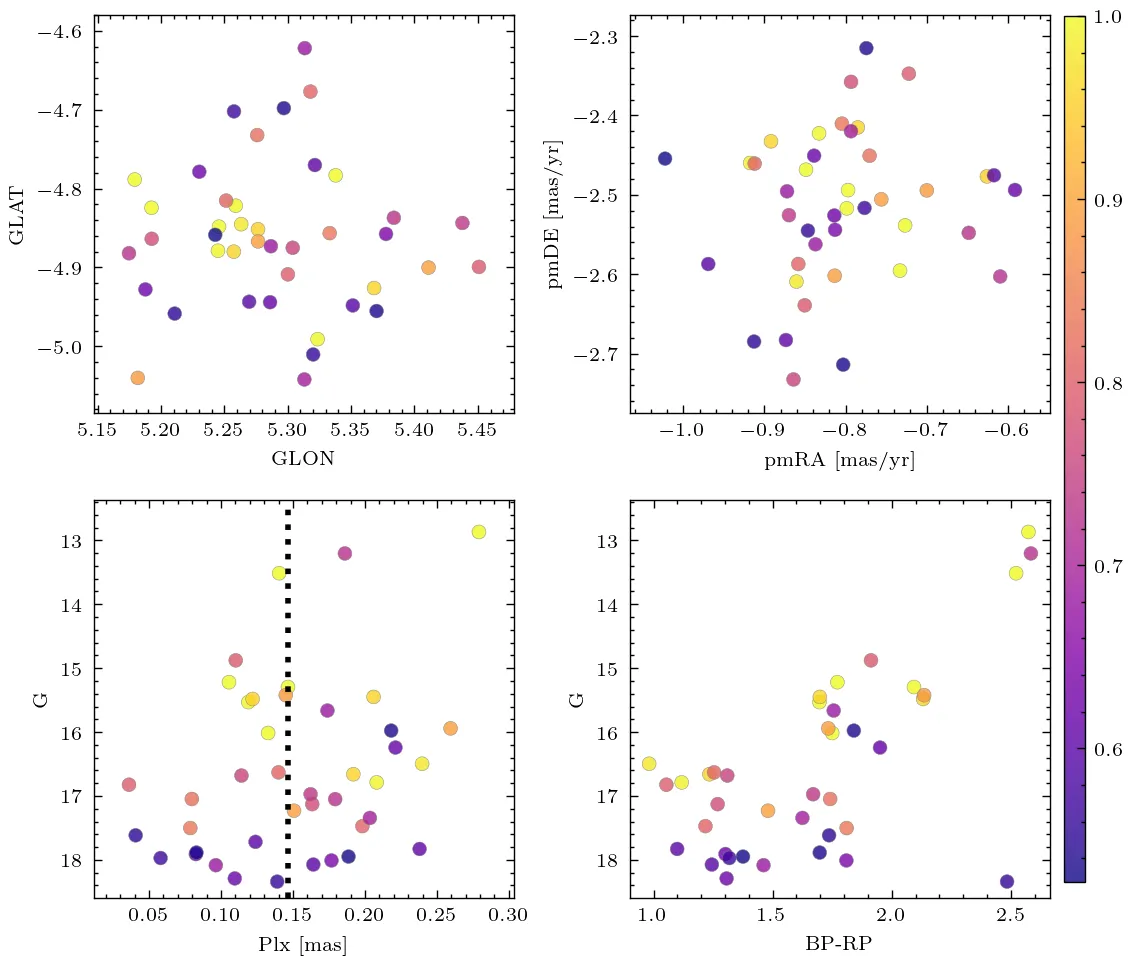 −4.6
−4.7
−4.8
−4.9
−5.0
GLAT
5.15 5.20 5.25 5.30 5.35 5.40 5.45
GLON
−2.3
−2.4
−2.5
−2.6
−2.7
pmDE [mas/yr]
−1.0 −0.9 −0.8 −0.7 −0.6
pmRA [mas/yr]
1.0
0.9
0.8
0.7
0.6
13
14
15
16
17
18
G
0.05 0.10 0.15 0.20 0.25 0.30
Plx [mas]
13
14
15
16
17
18
G
1.0 1.5 2.0 2.5
BP-RP